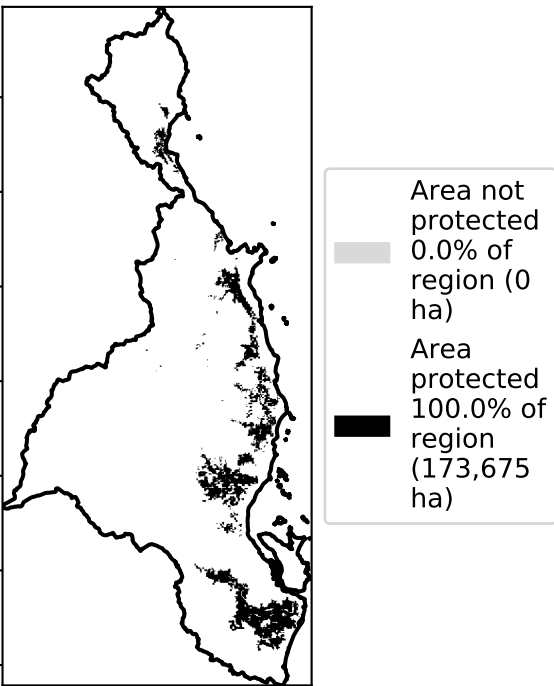 Area not
protected
0.0% of
region (0
ha)
Area
protected
100.0% of
region
(173,675
ha)